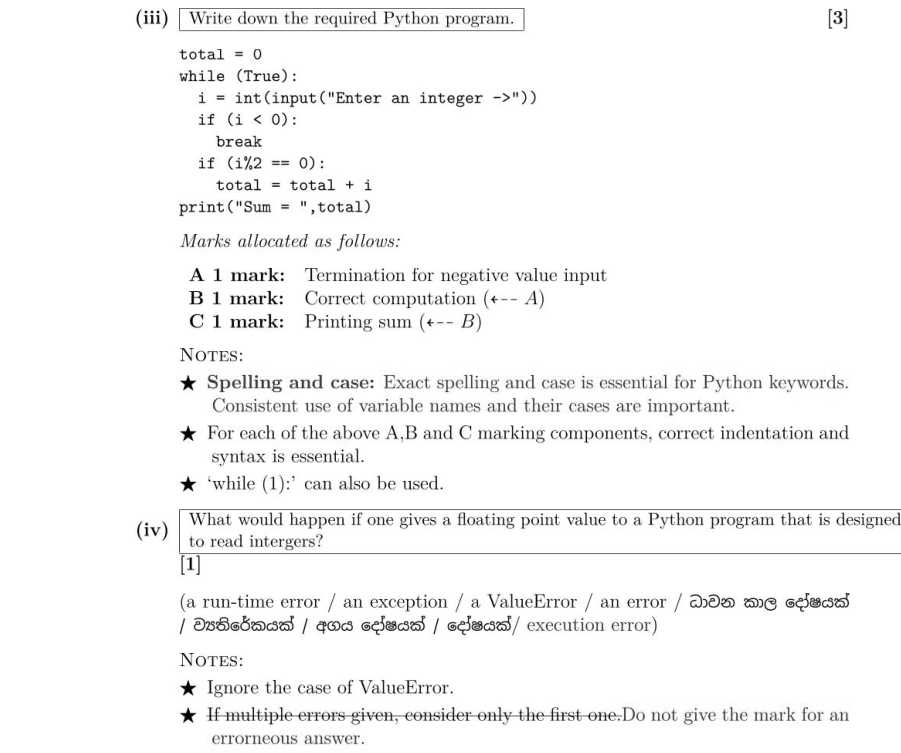 (iii) Write down the required Python program. [3]
total = 0
while (True):
  i = int(input("Enter an integer ->"))
  if (i < 0):
    break
  if (i%2 == 0):
    total = total + i
print("Sum = ",total)
Marks allocated as follows:
A 1 mark: Termination for negative value input
B 1 mark: Correct computation (←-- A)
C 1 mark: Printing sum (←-- B)
NOTES:
★ Spelling and case: Exact spelling and case is essential for Python keywords.
Consistent use of variable names and their cases are important.
★ For each of the above A,B and C marking components, correct indentation and
syntax is essential.
★ ‘while (1):’ can also be used.
(iv) What would happen if one gives a floating point value to a Python program that is designed
to read intergers?
[1]
(a run-time error / an exception / a ValueError / an error / ධාවන කාල දෝෂයක්
/ ව්‍යතිරේකයක් / අගය දෝෂයක් / දෝෂයක්/ execution error)
NOTES:
★ Ignore the case of ValueError.
★ If multiple errors given, consider only the first one.Do not give the mark for an
errorneous answer.